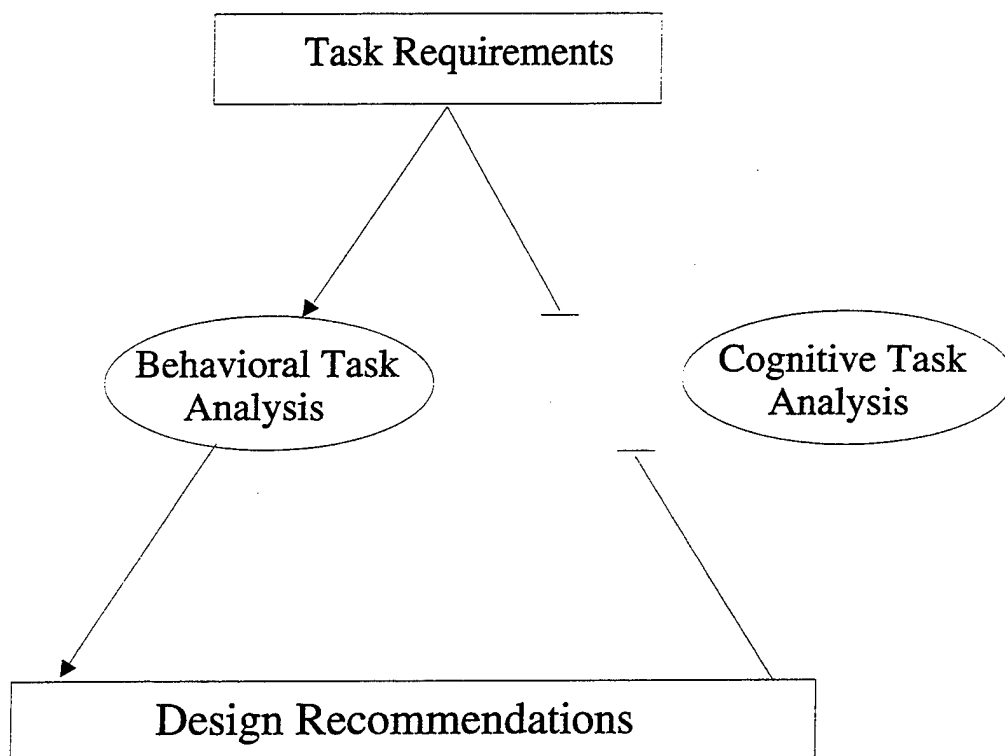 Task Requirements
Behavioral Task
Analysis
Cognitive Task
Analysis
Design Recommendations